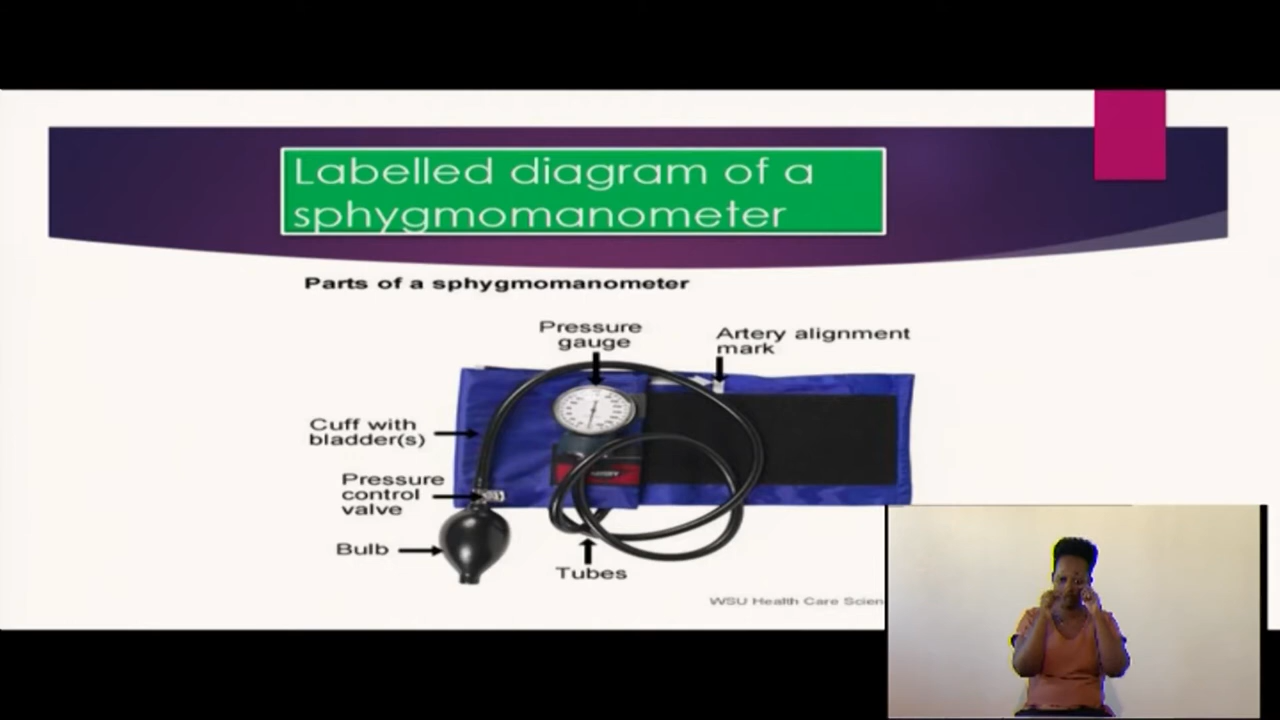 Labelled diagram of a
sphygmomanometer
Parts of a sphygmomanometer
Pressure
gauge
Artery alignment
mark
Cuff with
bladder(s)
Pressure
control
valve
Bulb
Tubes
WSU Health Care Scien